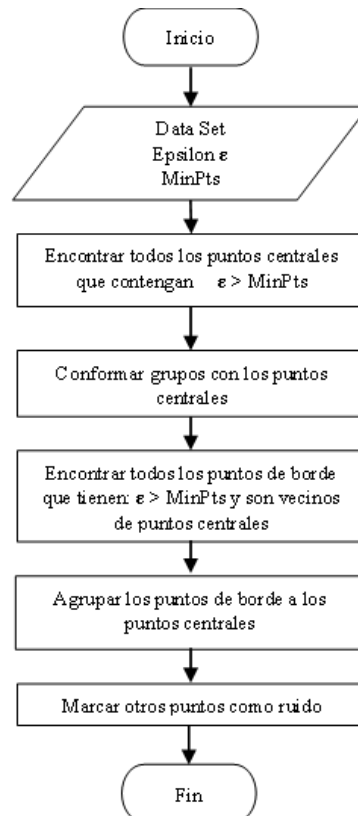 Inicio
Data Set
Epsilon ε
MinPts
Encontrar todos los puntos centrales
que contengan ε > MinPts
Conformar grupos con los puntos
centrales
Encontrar todos los puntos de borde
que tienen: ε > MinPts y son vecinos
de puntos centrales
Agrupar los puntos de borde a los
puntos centrales
Marcar otros puntos como ruido
Fin